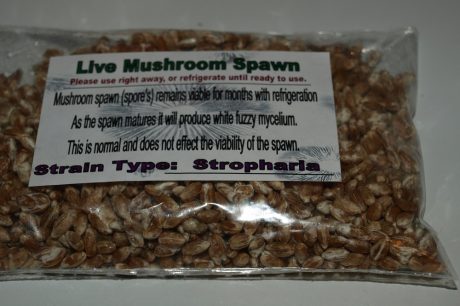 Live Mushroom Spawn
Please use right away, or refrigerate until ready to use.
Mushroom spawn (spore's) remains viable for months with refrigeration
As the spawn matures it will produce white fuzzy mycelium.
This is normal and does not effect the viability of the spawn.
Strain Type: Stropharia